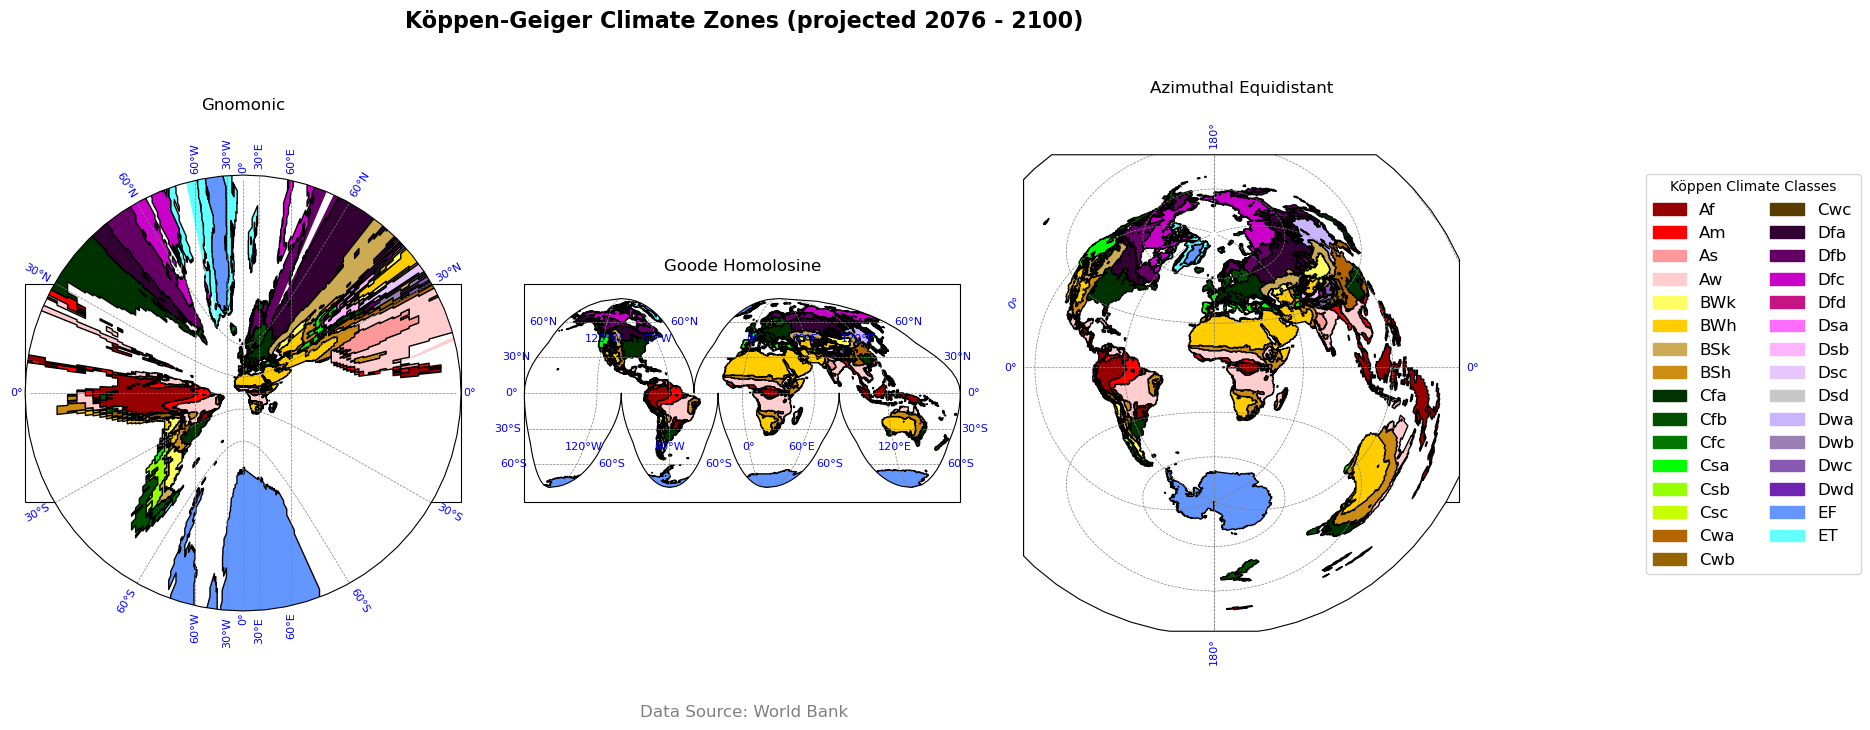 Köppen-Geiger Climate Zones (projected 2076 - 2100)
Gnomonic
60°W
30°W
0°
30°E
60°E
60°N
60°N
30°N
30°N
0°
0°
30°S
30°S
60°S
60°S
60°W
30°W
0°
30°E
60°E
Goode Homolosine
60°N
60°N
60°N
30°N
30°N
0°
0°
30°S
30°S
120°W
0°
60°E
120°E
60°S
60°S
60°S
60°S
60°S
Azimuthal Equidistant
180°
0°
0°
0°
180°
Köppen Climate Classes
Af
Am
As
Aw
BWk
BWh
BSk
BSh
Cfa
Cfb
Cfc
Csa
Csb
Csc
Cwa
Cwb
Cwc
Dfa
Dfb
Dfc
Dfd
Dsa
Dsb
Dsc
Dsd
Dwa
Dwb
Dwc
Dwd
EF
ET
Data Source: World Bank